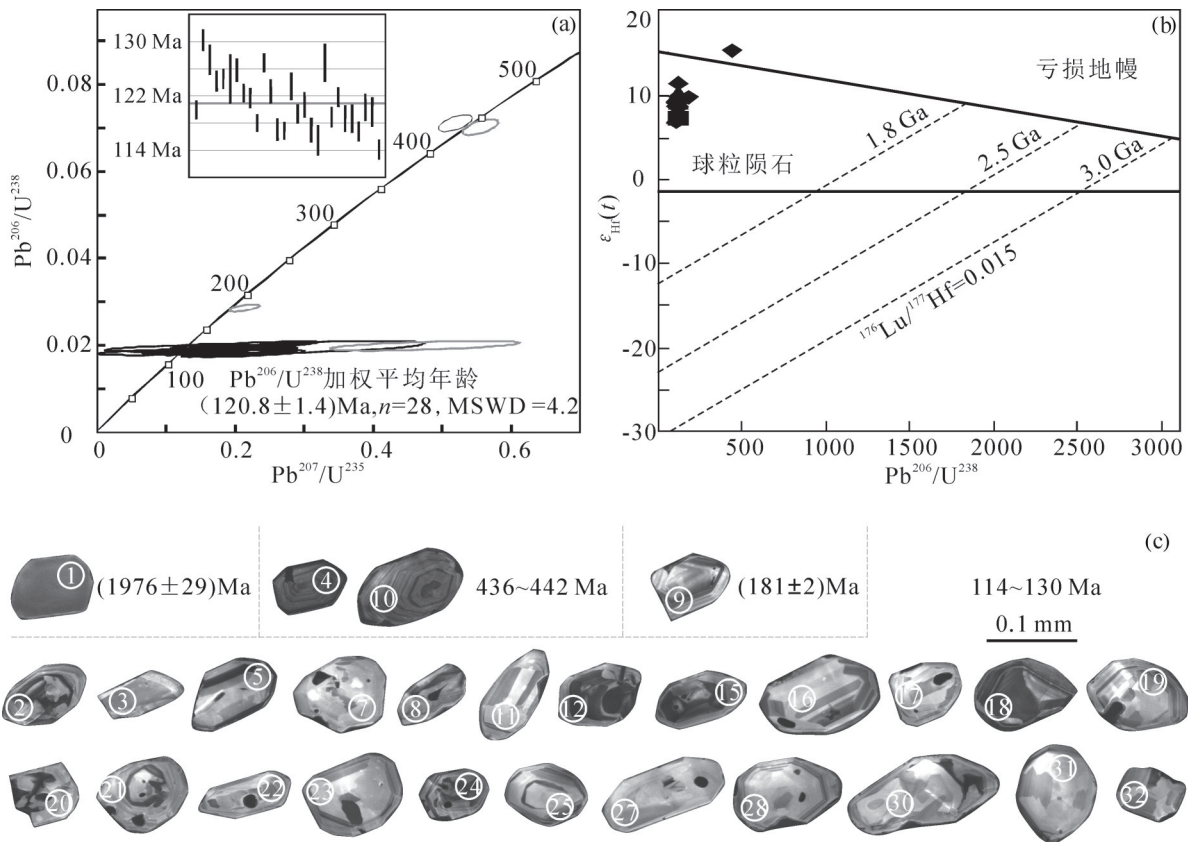 (a)
130 Ma
122 Ma
114 Ma
500
400
300
200
100
0.08
0.06
0.04
0.02
0
Pb²⁰⁶/U²³⁸
Pb²⁰⁶/U²³⁸加权平均年龄
(120.8±1.4)Ma,n=28, MSWD =4.2
0.2
0.4
0.6
Pb²⁰⁷/U²³⁵
(b)
20
10
0
-10
-20
-30
εHf(t)
亏损地幔
球粒陨石
1.8 Ga
2.5 Ga
3.0 Ga
¹⁷⁶Lu/¹⁷⁷Hf=0.015
500
1000
1500
2000
2500
3000
Pb²⁰⁶/U²³⁸
(c)
① (1976±29)Ma
④ ⑩ 436~442 Ma
⑨ (181±2)Ma
114~130 Ma
0.1 mm
② ③ ⑤ ⑦ ⑧ ⑪ ⑫ ⑮ ⑯ ⑰ ⑱ ⑲
⑳ ㉑ ㉒ ㉓ ㉔ ㉕ ㉗ ㉘ ㉚ ㉛ ㉜